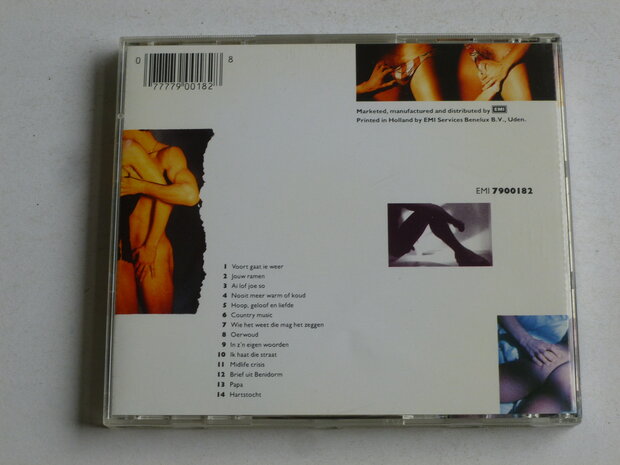 0
8
77779 00182
Marketed, manufactured and distributed by EMI
Printed in Holland by EMI Services Benelux B.V., Uden.
EMI 7900182
1 Voort gaat ie weer
2 Jouw ramen
3 Ai lof joe so
4 Nooit meer warm of koud
5 Hoop, geloof en liefde
6 Country music
7 Wie het weet die mag het zeggen
8 Oerwoud
9 In z'n eigen woorden
10 Ik haat die straat
11 Midlife crisis
12 Brief uit Benidorm
13 Papa
14 Hartstocht